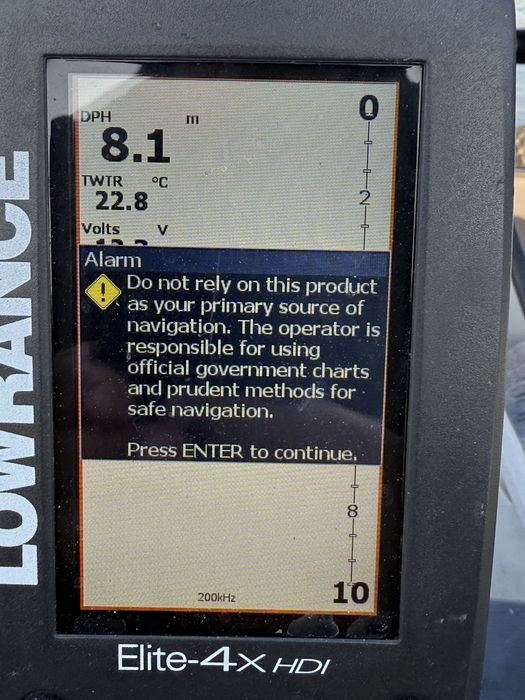 LOWRANCE
DPH m
8.1
TWTR °C
22.8
Volts V
0
2
Alarm
Do not rely on this product
as your primary source of
navigation. The operator is
responsible for using
official government charts
and prudent methods for
safe navigation.
Press ENTER to continue.
8
10
200kHz
Elite-4x HDI